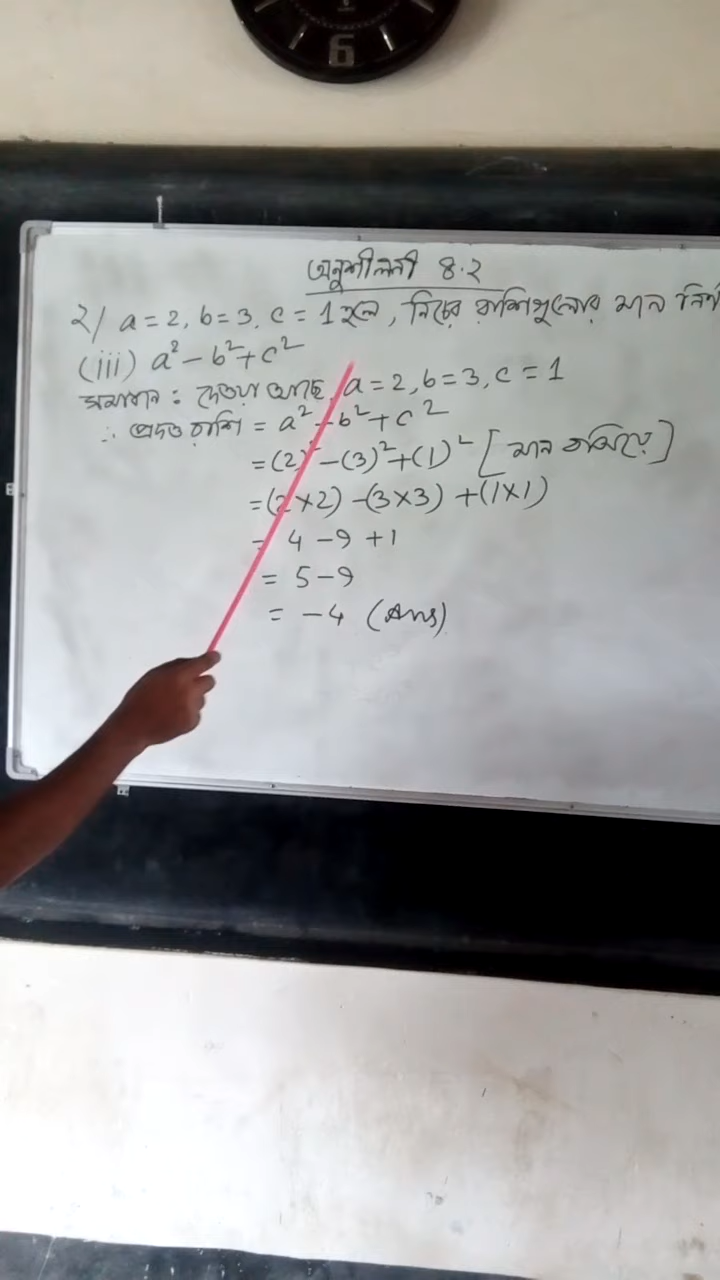 6
অনুশীলনী ৪.২
২/ a = 2, b = 3, c = 1 হলে, নিচের রাশিগুলোর মান নির্ণ
(iii) a² - b² + c²
সমাধান : দেওয়া আছে, a = 2, b = 3, c = 1
∴ প্রদত্ত রাশি = a² - b² + c²
= (2)² - (3)² + (1)² [মান বসিয়ে]
= (2×2) - (3×3) + (1×1)
= 4 - 9 + 1
= 5 - 9
= -4 (Ans)